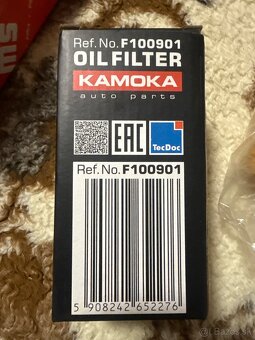 Ref. No. F100901
OIL FILTER
KAMOKA
auto parts
EAC
TecDoc
Ref. No. F100901
5 908242 652276